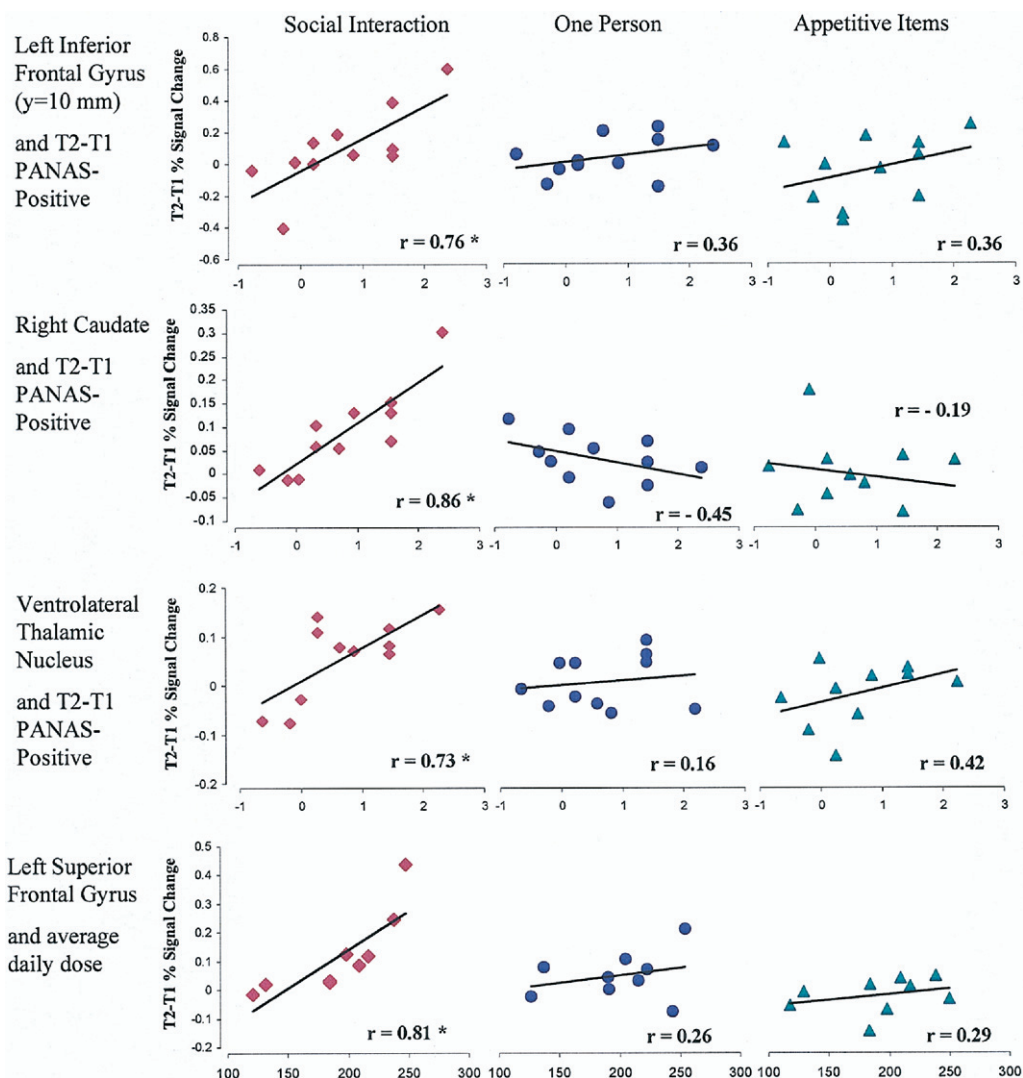 Social Interaction
One Person
Appetitive Items
Left Inferior
Frontal Gyrus
(y=10 mm)
and T2-T1
PANAS-
Positive
T2-T1 % Signal Change
0.6
0.4
0.2
0
-0.2
-0.4
-0.6
r = 0.76 *
r = 0.36
r = 0.36
-1 0 1 2 3
-1 0 1 2 3
-1 0 1 2 3
Right Caudate
and T2-T1
PANAS-
Positive
T2-T1 % Signal Change
0.35
0.3
0.25
0.2
0.15
0.1
0.05
0
-0.05
-0.1
r = 0.86 *
r = - 0.45
r = - 0.19
-1 0 1 2 3
-1 0 1 2 3
-1 0 1 2 3
Ventrolateral
Thalamic
Nucleus
and T2-T1
PANAS-
Positive
T2-T1 % Signal Change
0.2
0.1
0
-0.1
-0.2
r = 0.73 *
r = 0.16
r = 0.42
-1 0 1 2 3
-1 0 1 2 3
-1 0 1 2 3
Left Superior
Frontal Gyrus
and average
daily dose
T2-T1 % Signal Change
0.5
0.4
0.3
0.2
0.1
0
-0.1
-0.2
r = 0.81 *
r = 0.26
r = 0.29
100 150 200 250 300
100 150 200 250 300
100 150 200 250 300